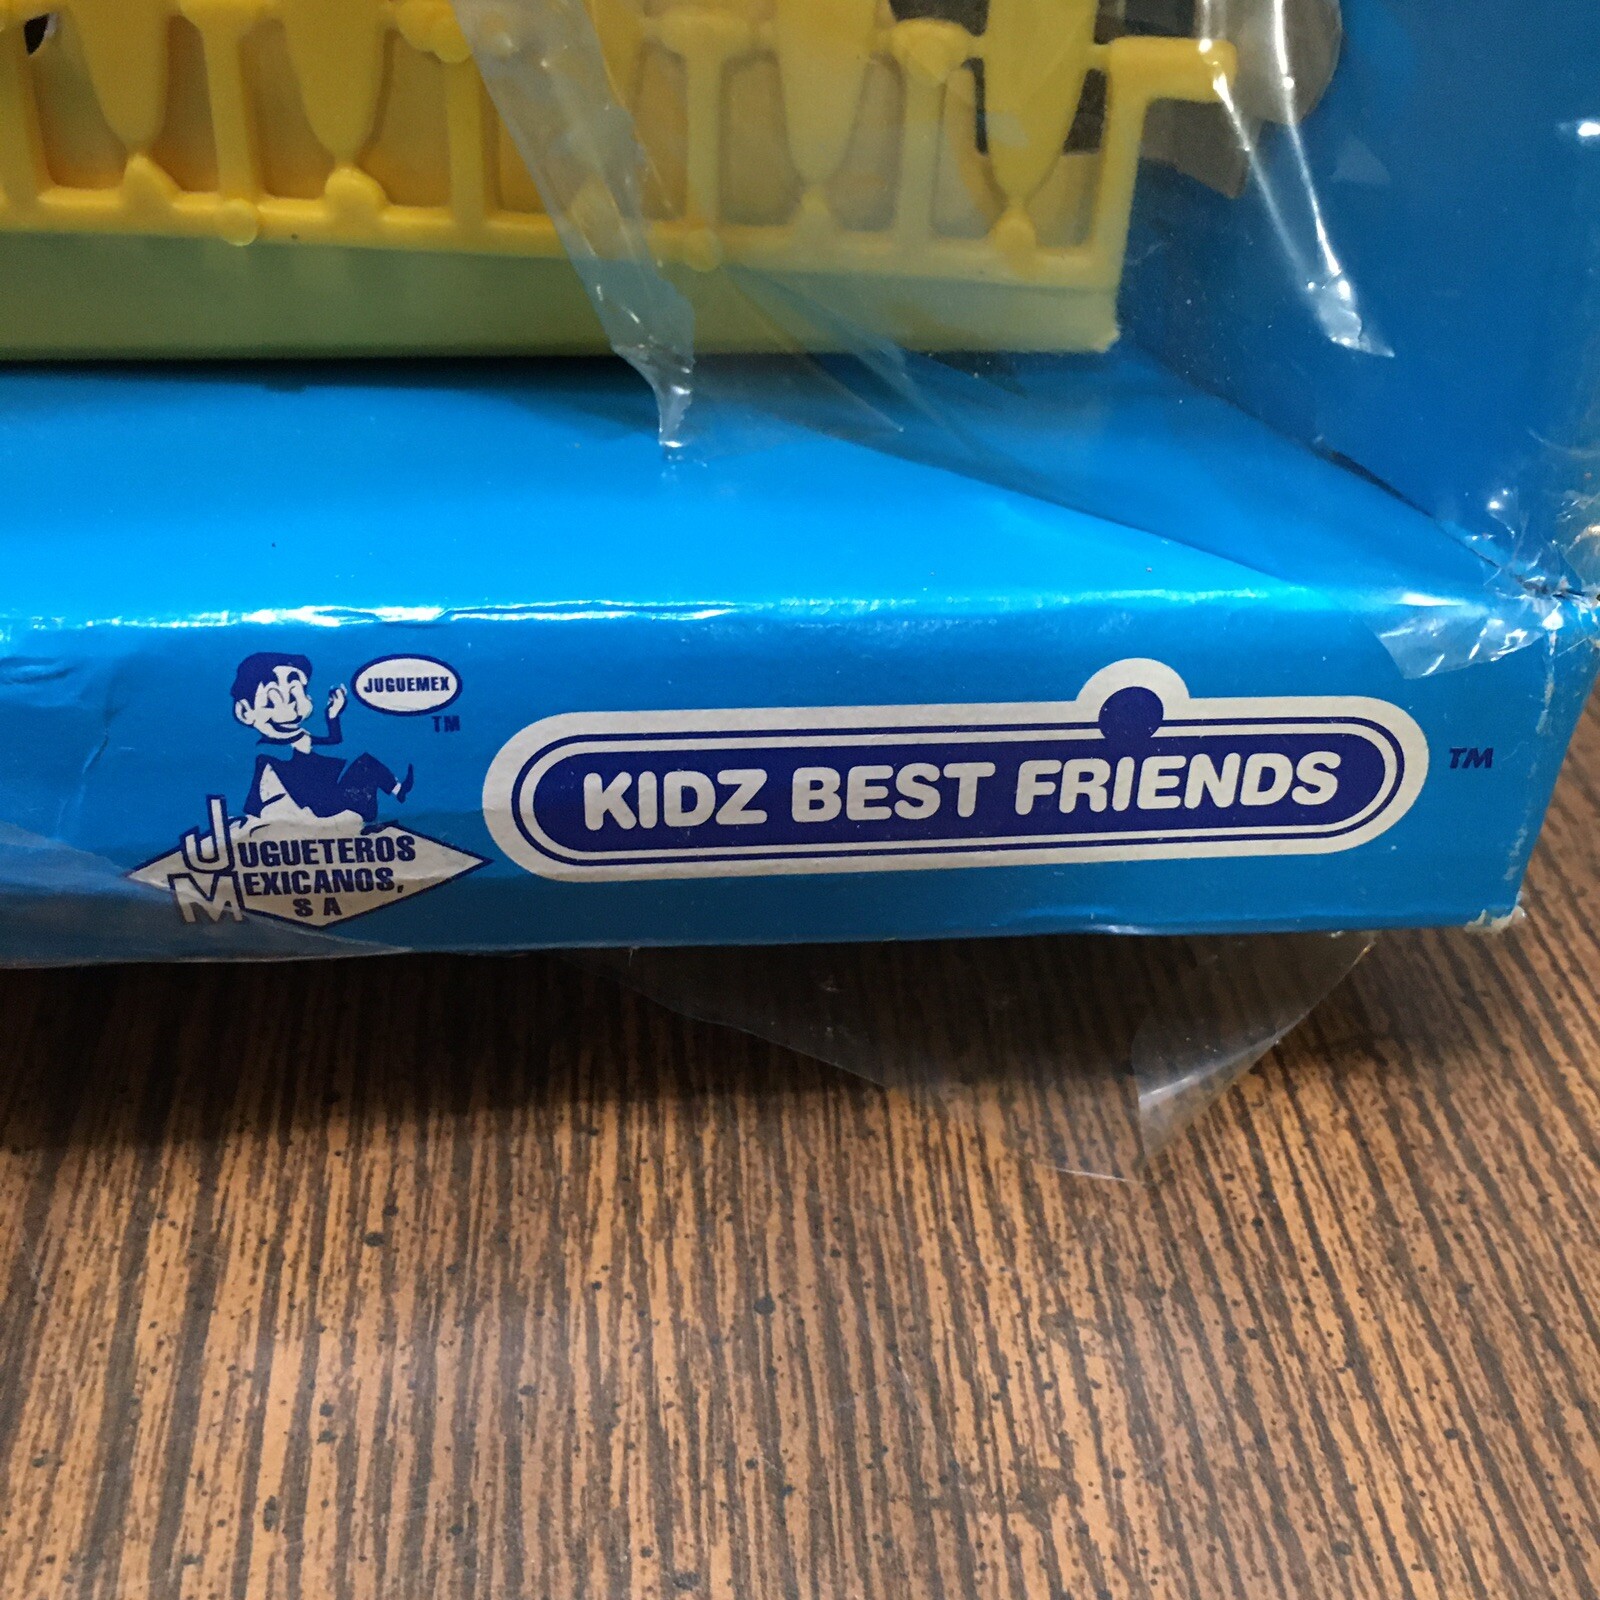 JUGUEMEX
TM
JUGUETEROS
MEXICANOS,
S A
KIDZ BEST FRIENDS
TM